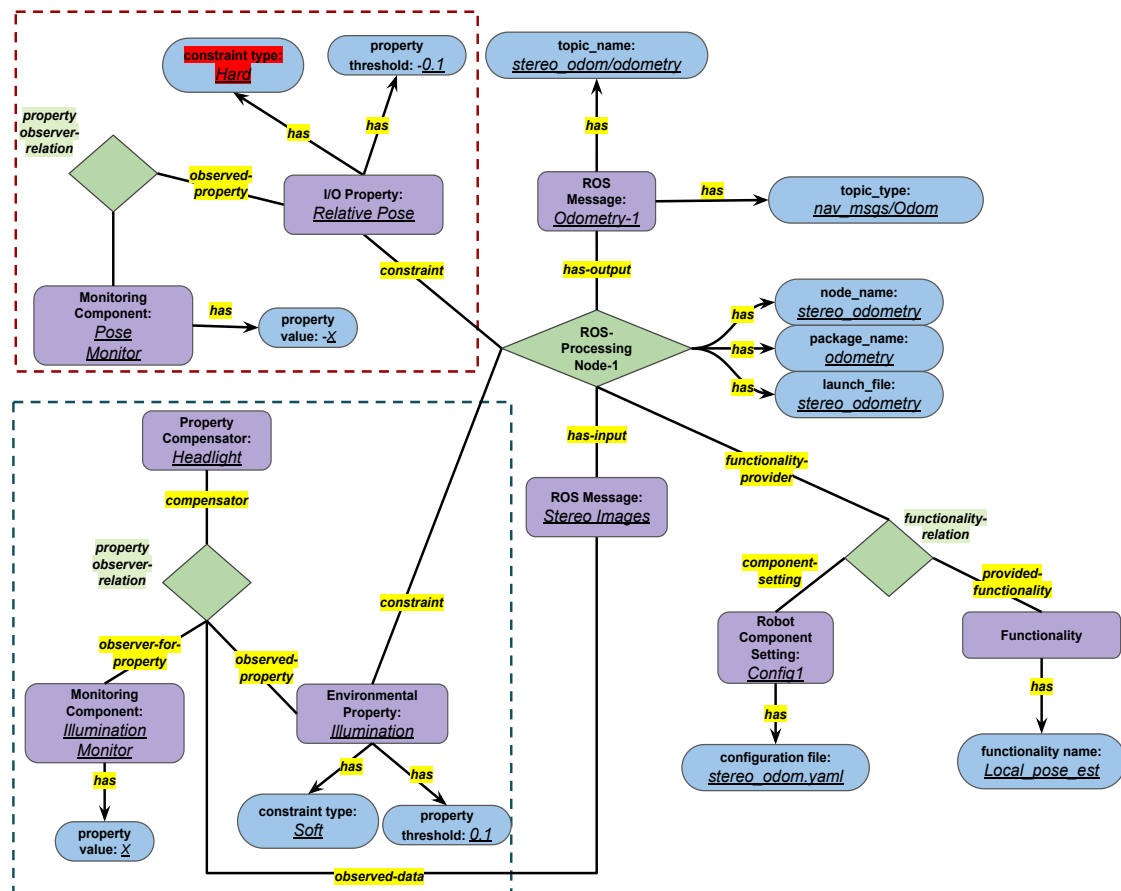 constraint type:
Hard
property
threshold: -0.1
topic_name:
stereo_odom/odometry
has
has
has
property
observer-
relation
observed-
property
I/O Property:
Relative Pose
ROS
Message:
Odometry-1
has
topic_type:
nav_msgs/Odom
constraint
has-output
Monitoring
Component:
Pose
Monitor
has
property
value: -X
ROS-
Processing
Node-1
has
has
has
node_name:
stereo_odometry
package_name:
odometry
launch_file:
stereo_odometry
Property
Compensator:
Headlight
has-input
functionality-
provider
compensator
ROS Message:
Stereo Images
property
observer-
relation
functionality-
relation
component-
setting
provided-
functionality
constraint
observer-for-
property
observed-
property
Robot
Component
Setting:
Config1
Functionality
Monitoring
Component:
Illumination
Monitor
Environmental
Property:
Illumination
has
has
has
has
has
configuration file:
stereo_odom.yaml
functionality name:
Local_pose_est
constraint type:
Soft
property
threshold: 0.1
property
value: X
observed-data